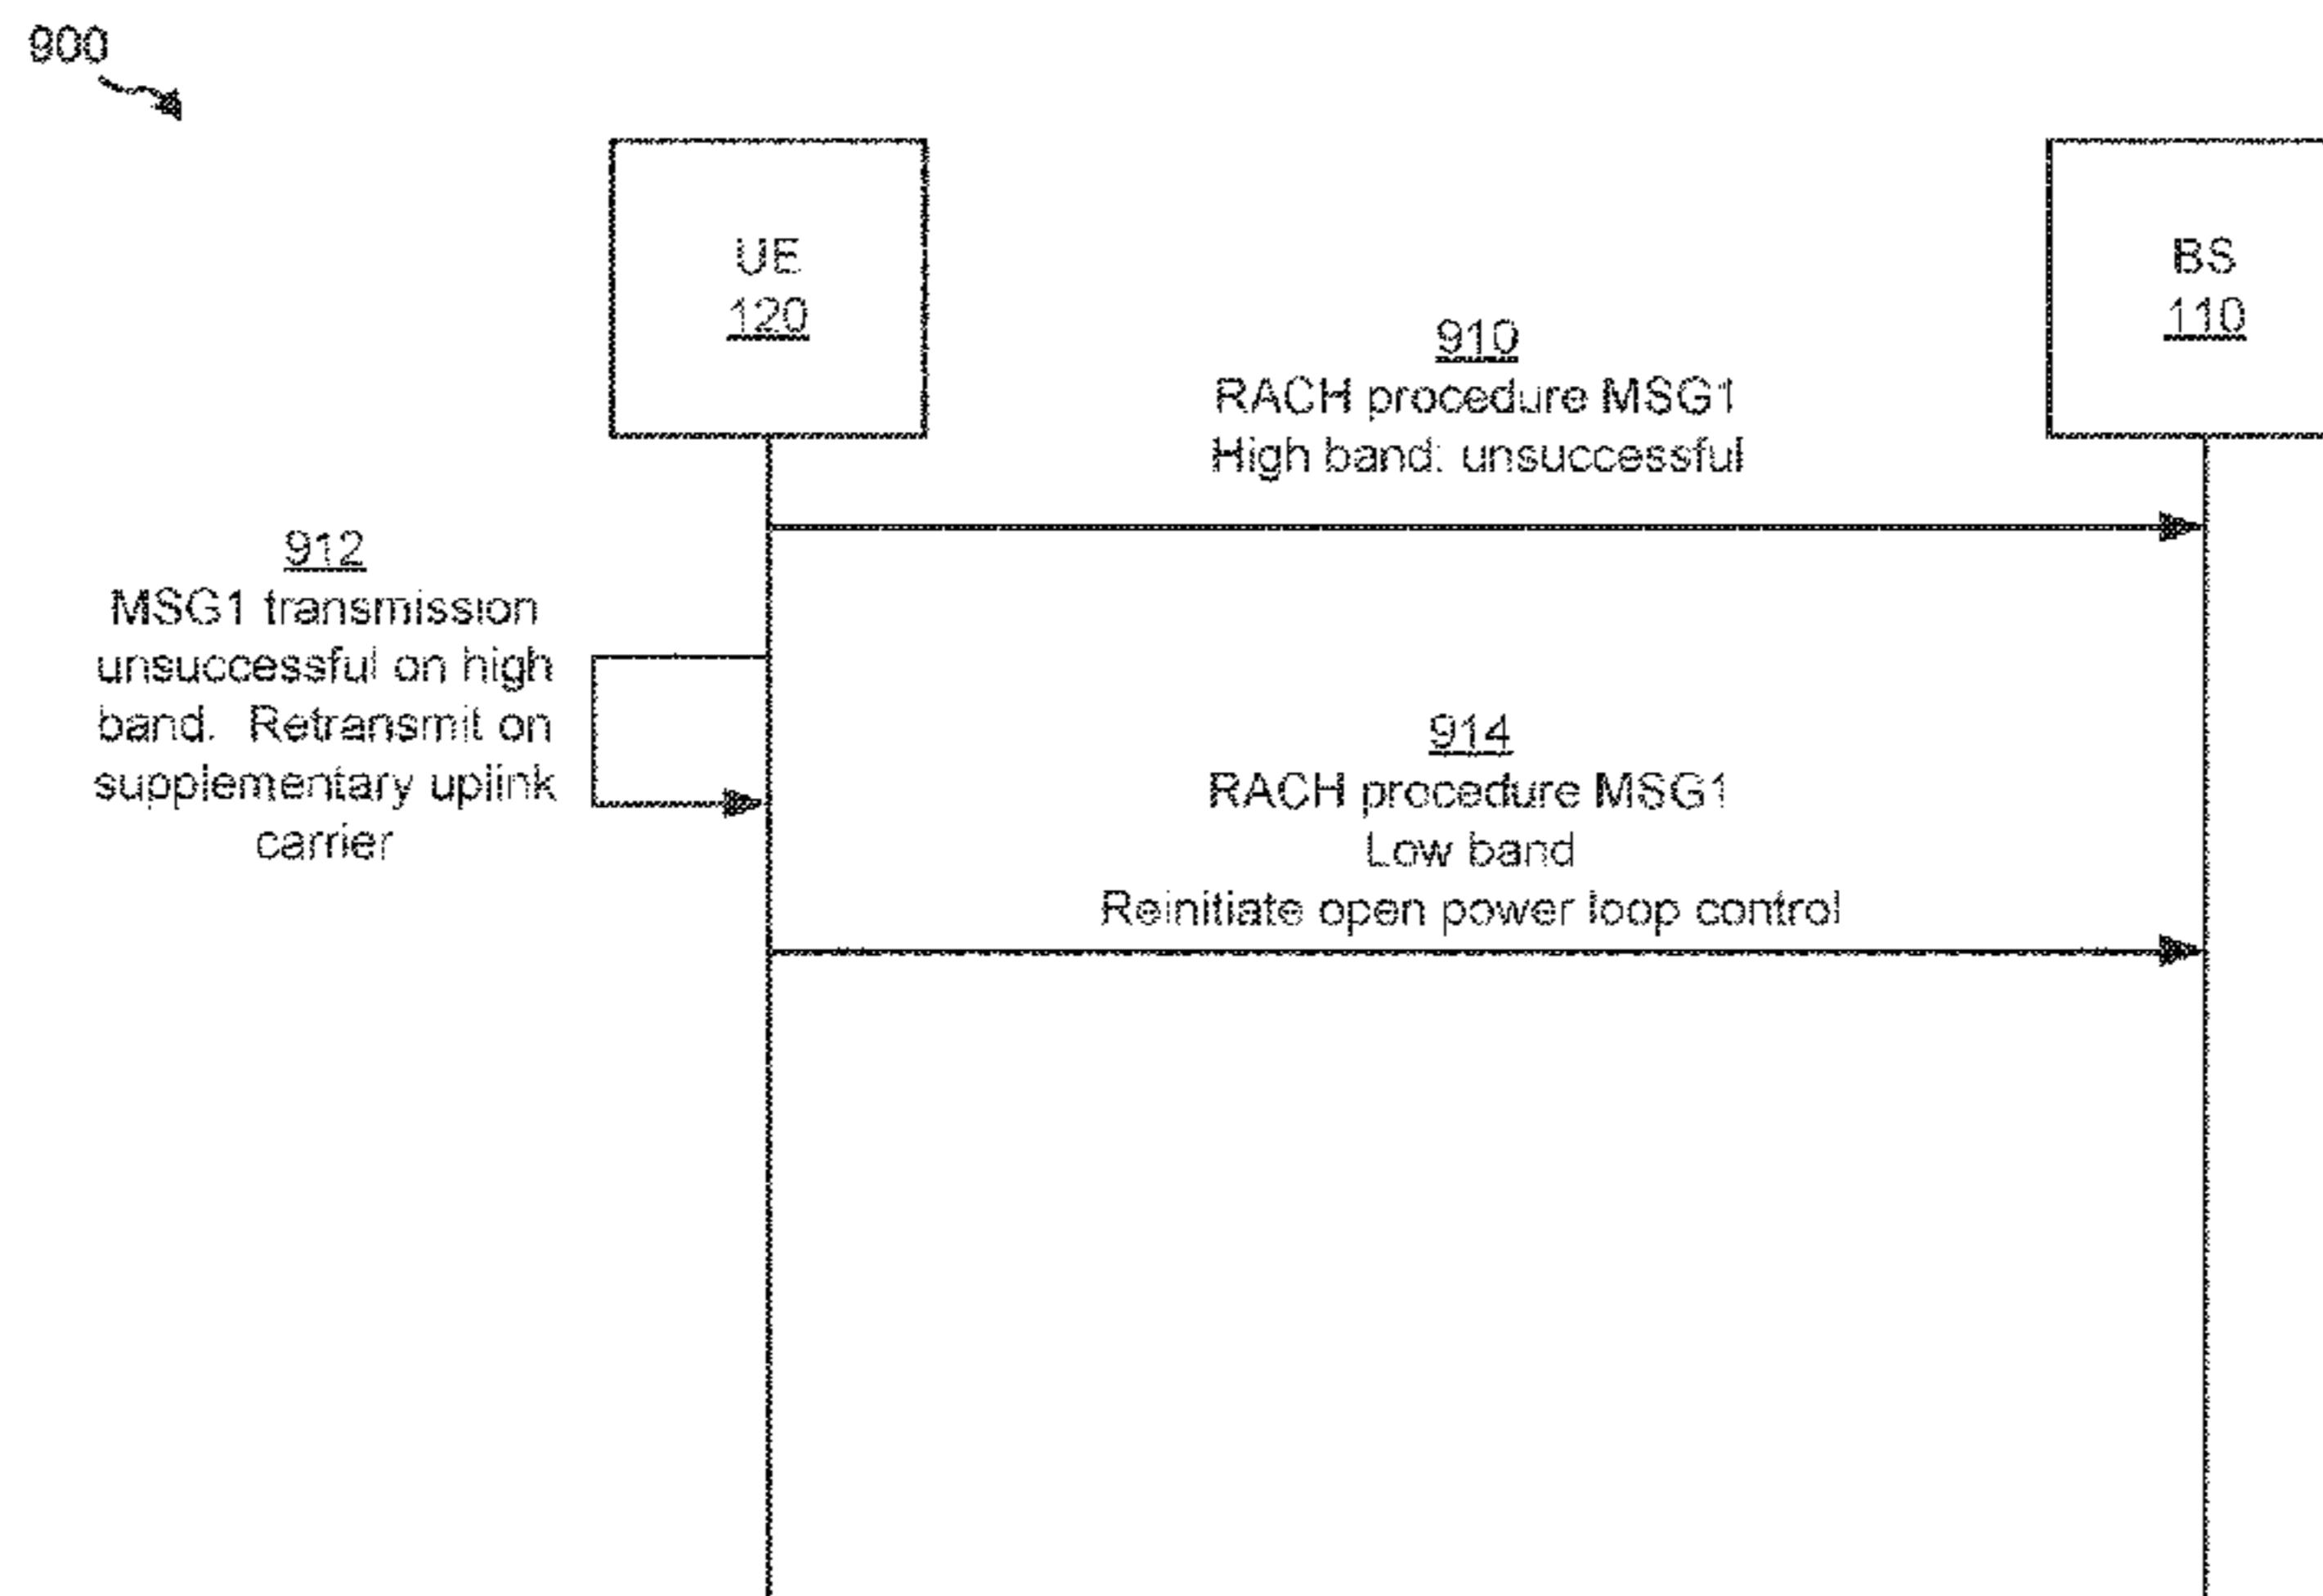 900
UE
120
BS
110
910
RACH procedure MSG1
High band: unsuccessful
912
MSG1 transmission
unsuccessful on high
band. Retransmit on
supplementary uplink
carrier
914
RACH procedure MSG1
Low band
Reinitiate open power loop control